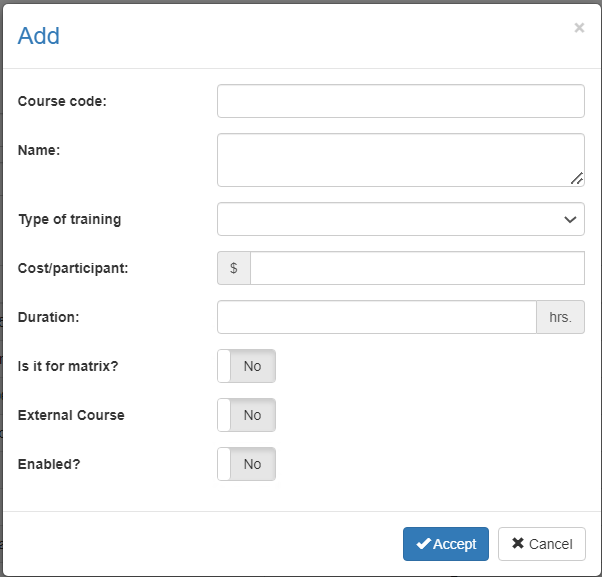 Add
×
Course code:
Name:
Type of training
Cost/participant:
$
Duration:
hrs.
Is it for matrix?
No
External Course
No
Enabled?
No
Accept
Cancel